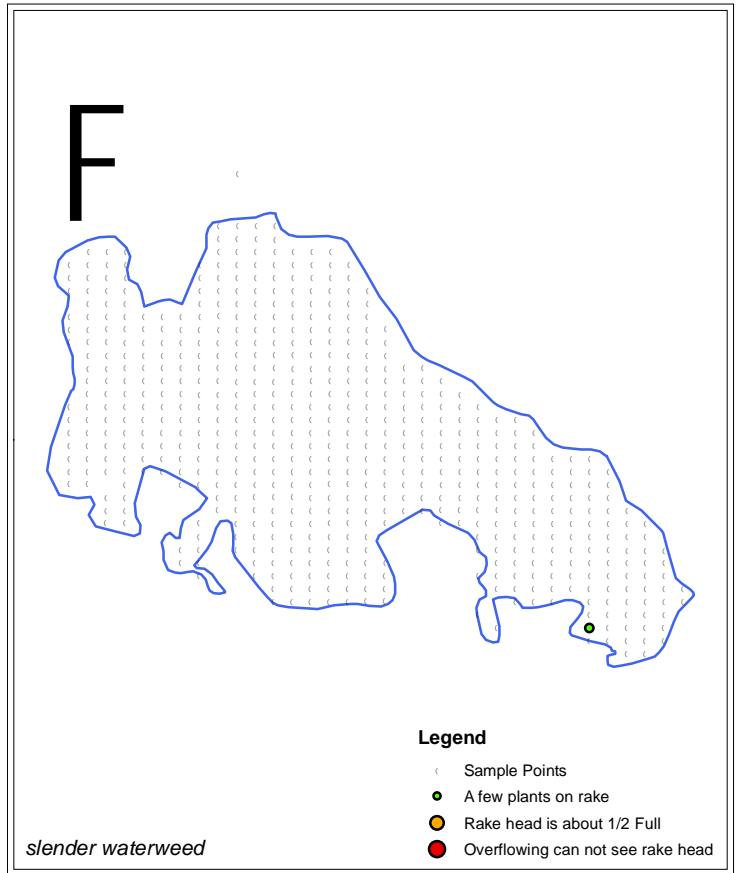 F
Legend
Sample Points
A few plants on rake
Rake head is about 1/2 Full
Overflowing can not see rake head
slender waterweed